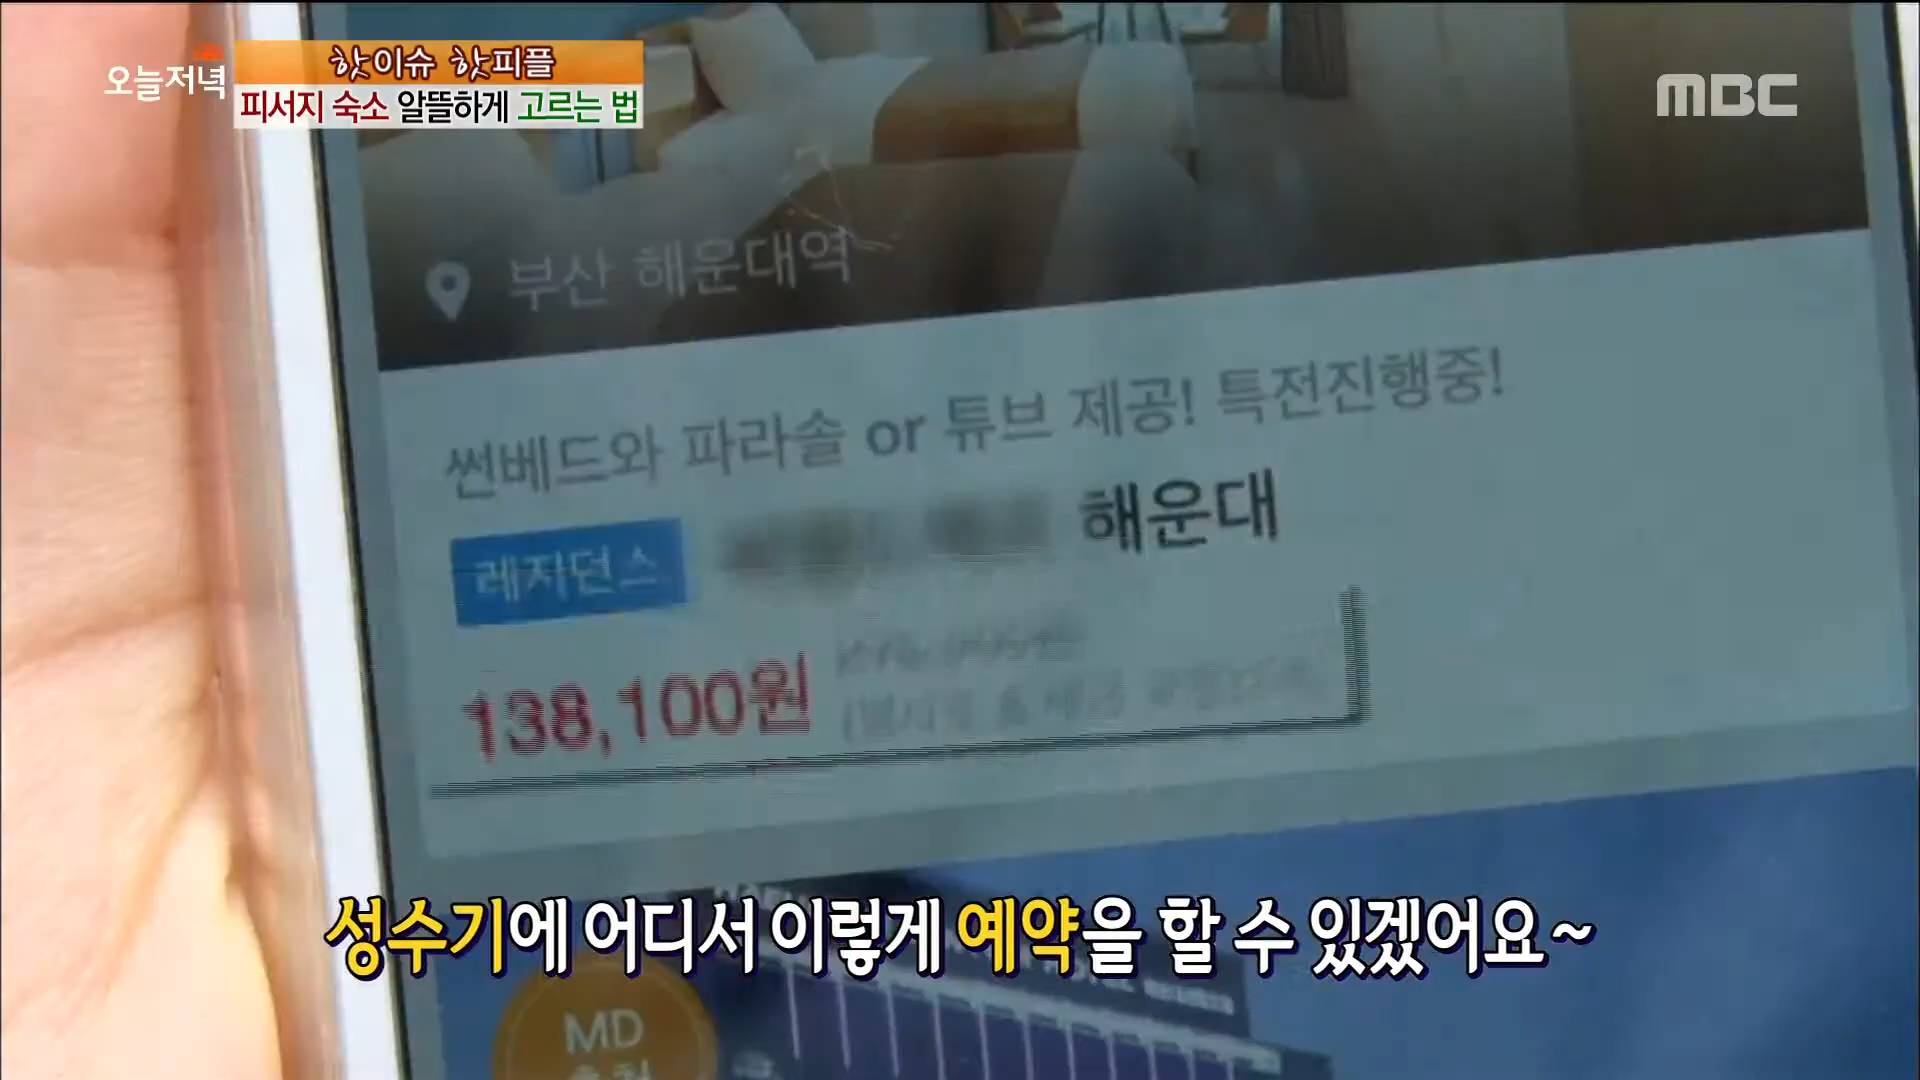 오늘저녁
핫이슈 핫피플
피서지 숙소 알뜰하게 고르는 법
MBC
부산 해운대역
썬베드와 파라솔 or 튜브 제공! 특전진행중!
레지던스 해운대
138,100원
성수기에 어디서 이렇게 예약을 할 수 있겠어요~
MD